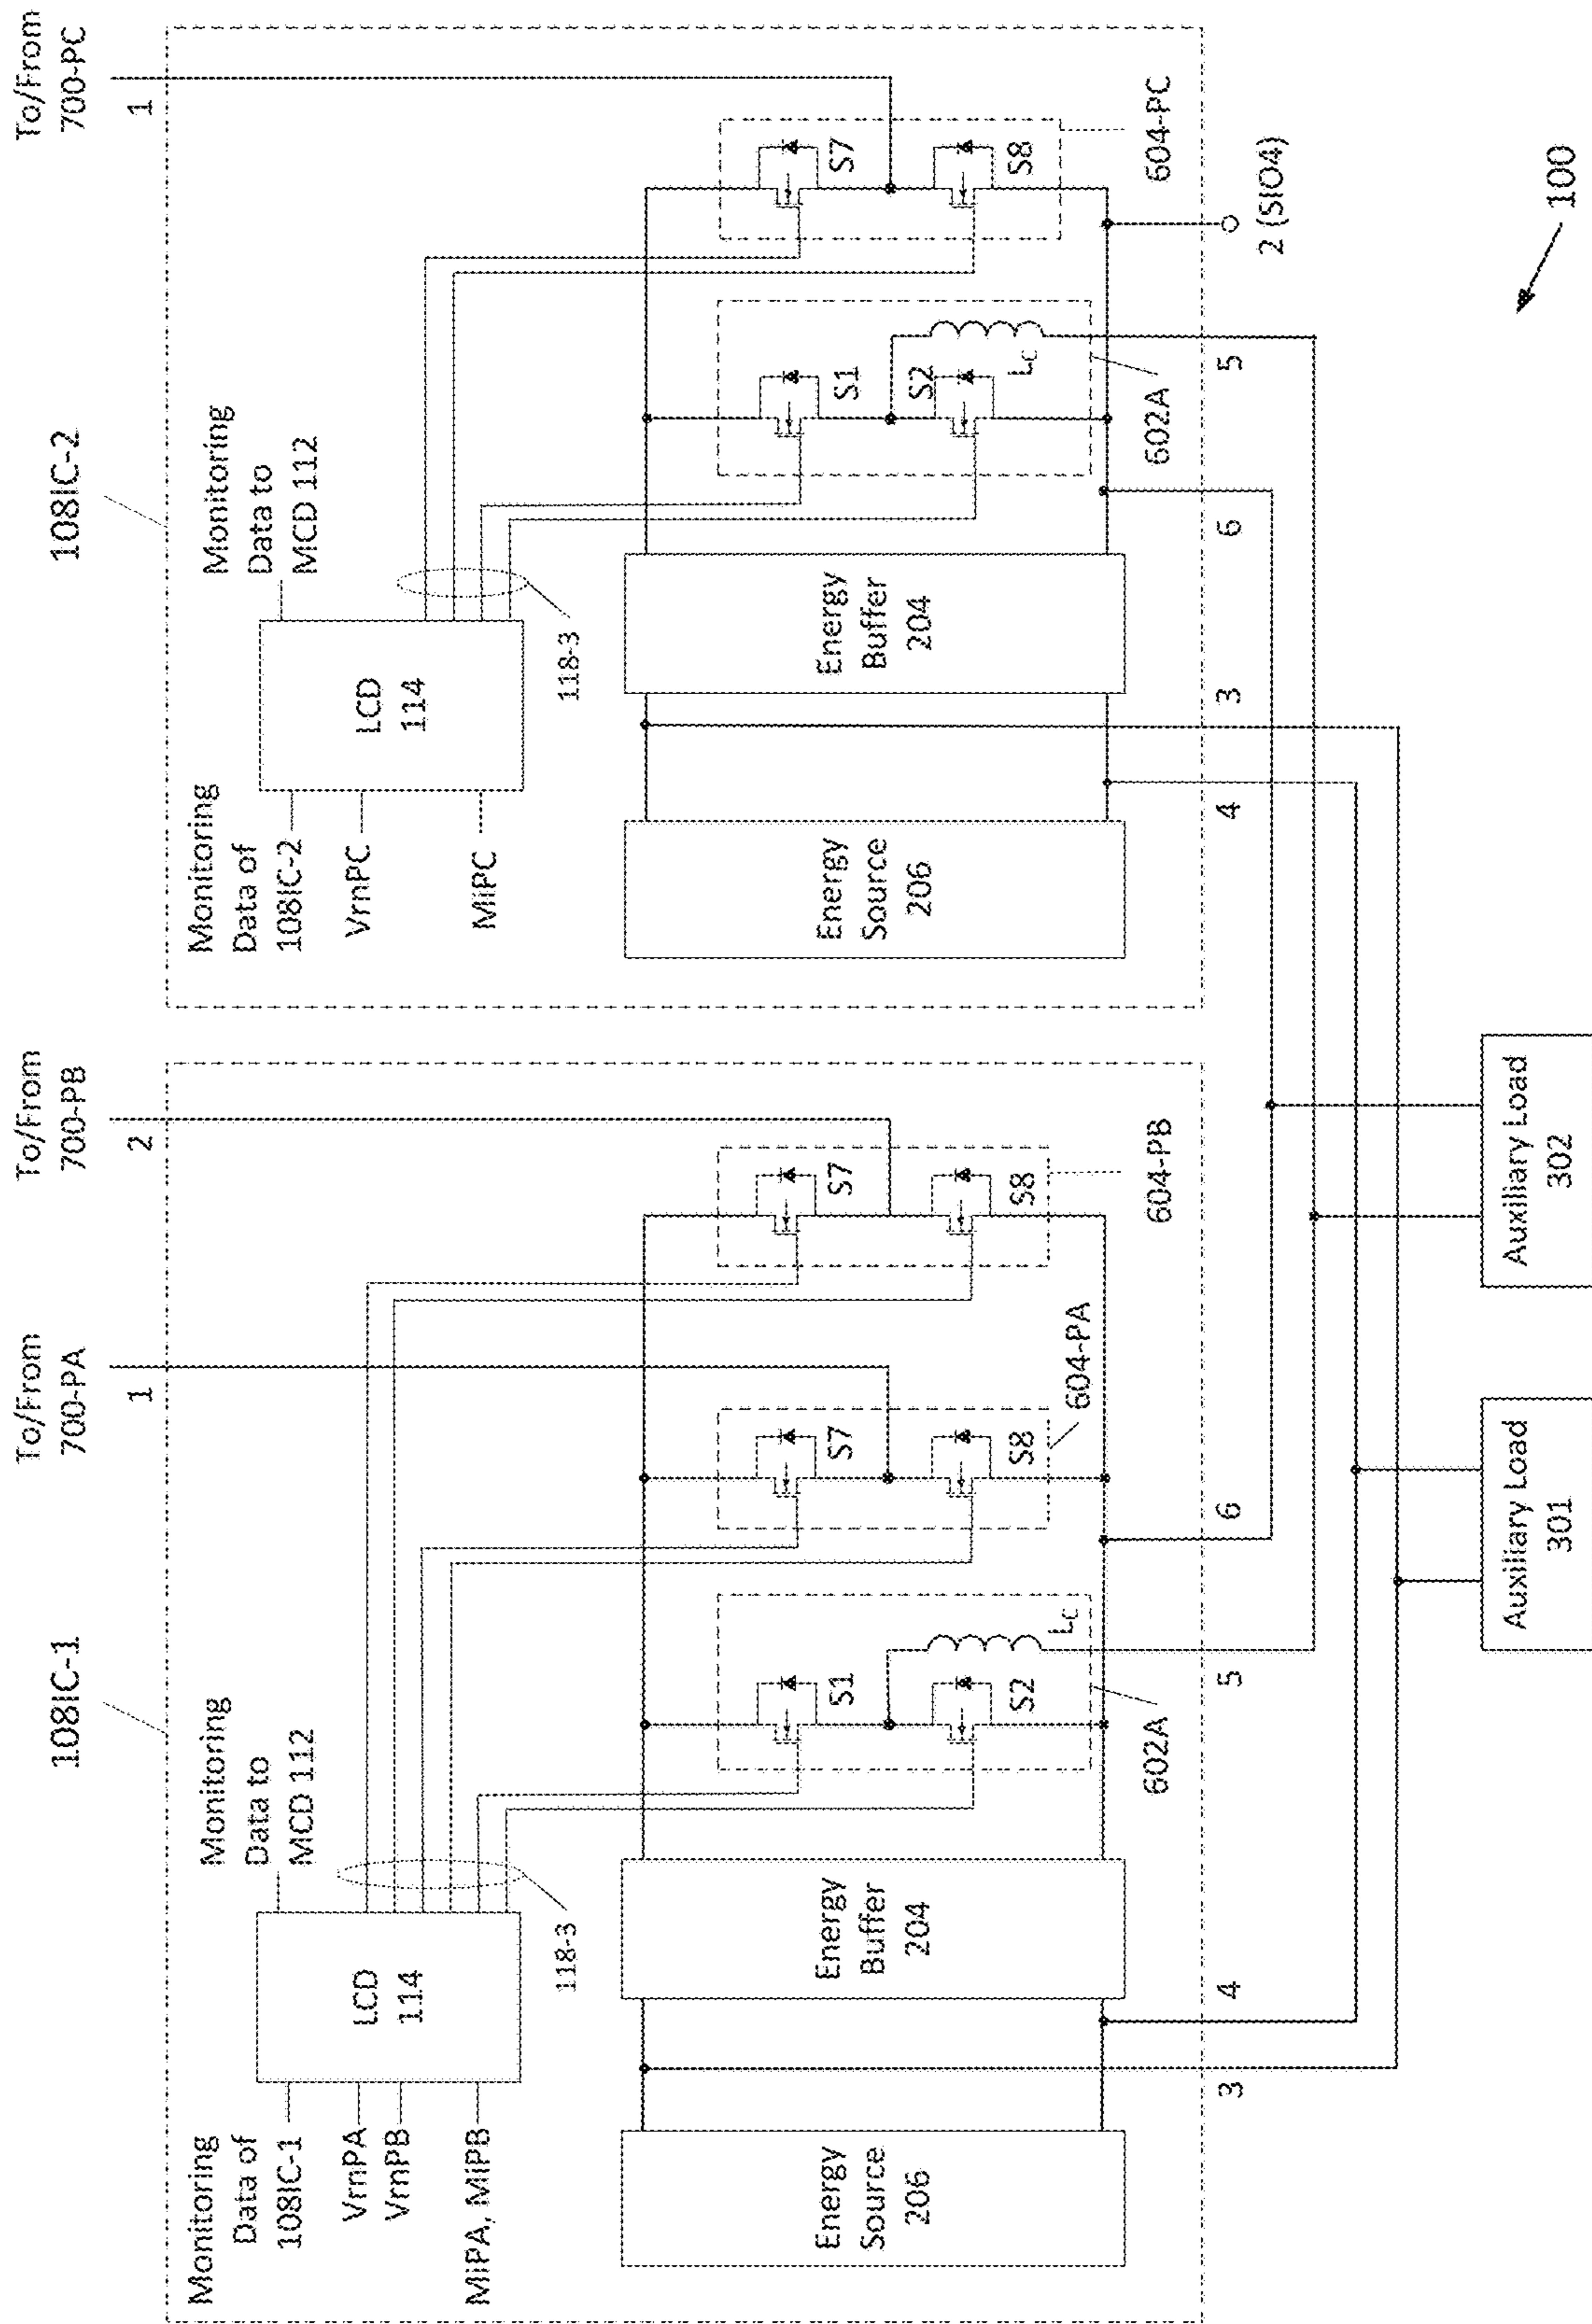 108IC-1
To/From
700-PA
1
To/From
700-PB
2
Monitoring
Data of
108IC-1
VrnPA
VrnPB
MiPA, MiPB
LCD
114
Monitoring
Data to
MCD 112
118-3
Energy
Source
206
Energy
Buffer
204
S1
S2
LC
602A
S7
S8
604-PA
S7
S8
604-PB
3
4
5
6
108IC-2
To/From
700-PC
1
Monitoring
Data of
108IC-2
VrnPC
MiPC
LCD
114
Monitoring
Data to
MCD 112
118-3
Energy
Source
206
Energy
Buffer
204
S1
S2
LC
602A
S7
S8
604-PC
4
3
6
5
2 (SIO4)
Auxiliary Load
301
Auxiliary Load
302
100